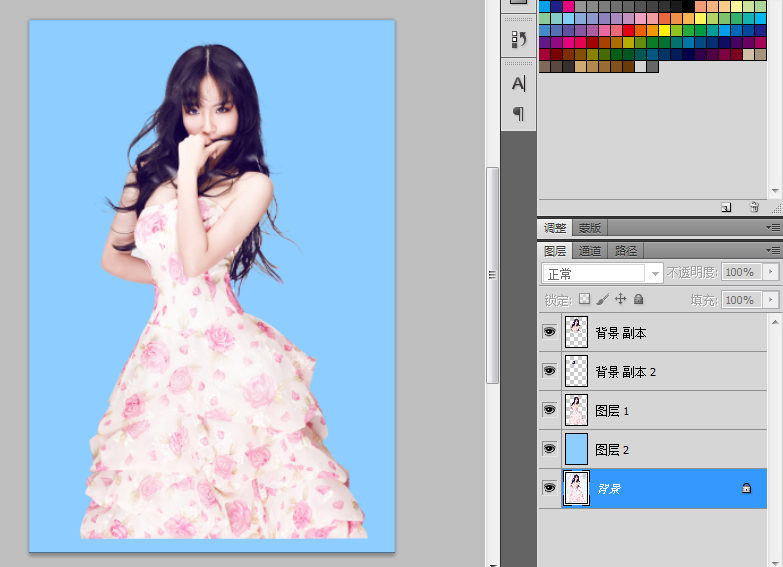 A
调整 蒙版
图层 通道 路径
正常 不透明度: 100%
锁定: 填充: 100%
背景 副本
背景 副本 2
图层 1
图层 2
背景